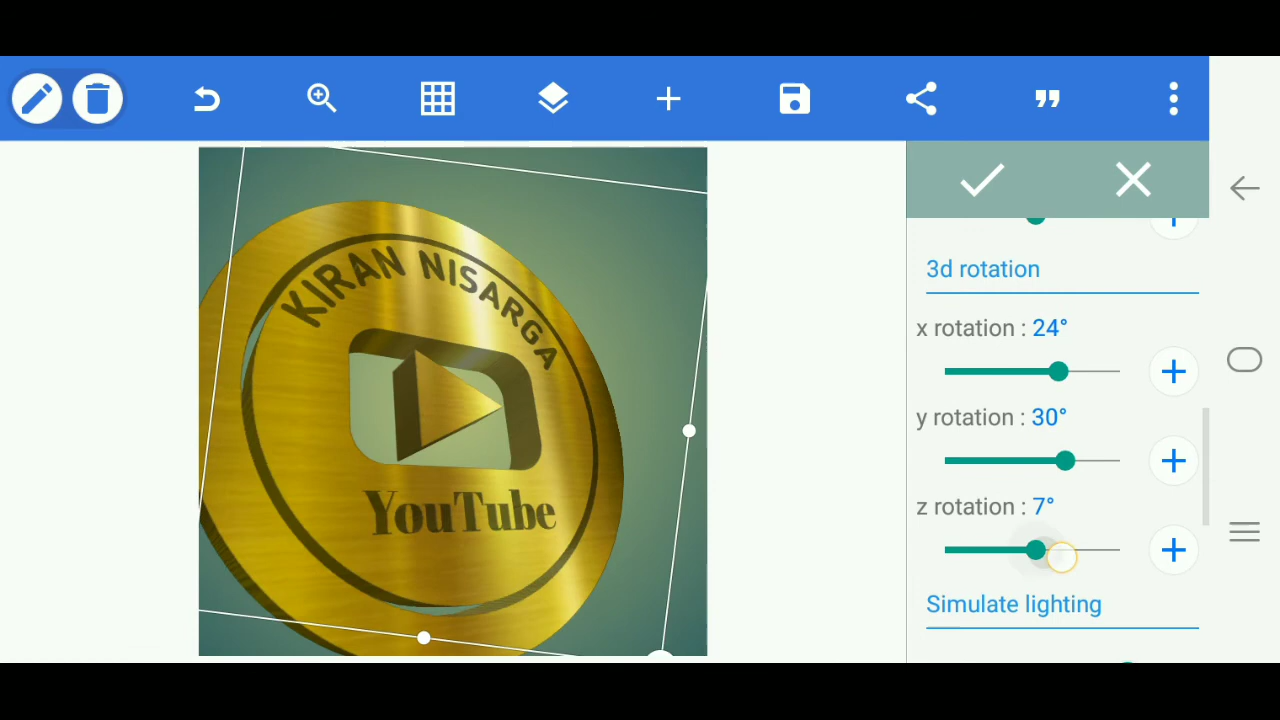 KIRAN NISARGA
YouTube
3d rotation
x rotation : 24°
y rotation : 30°
z rotation : 7°
Simulate lighting